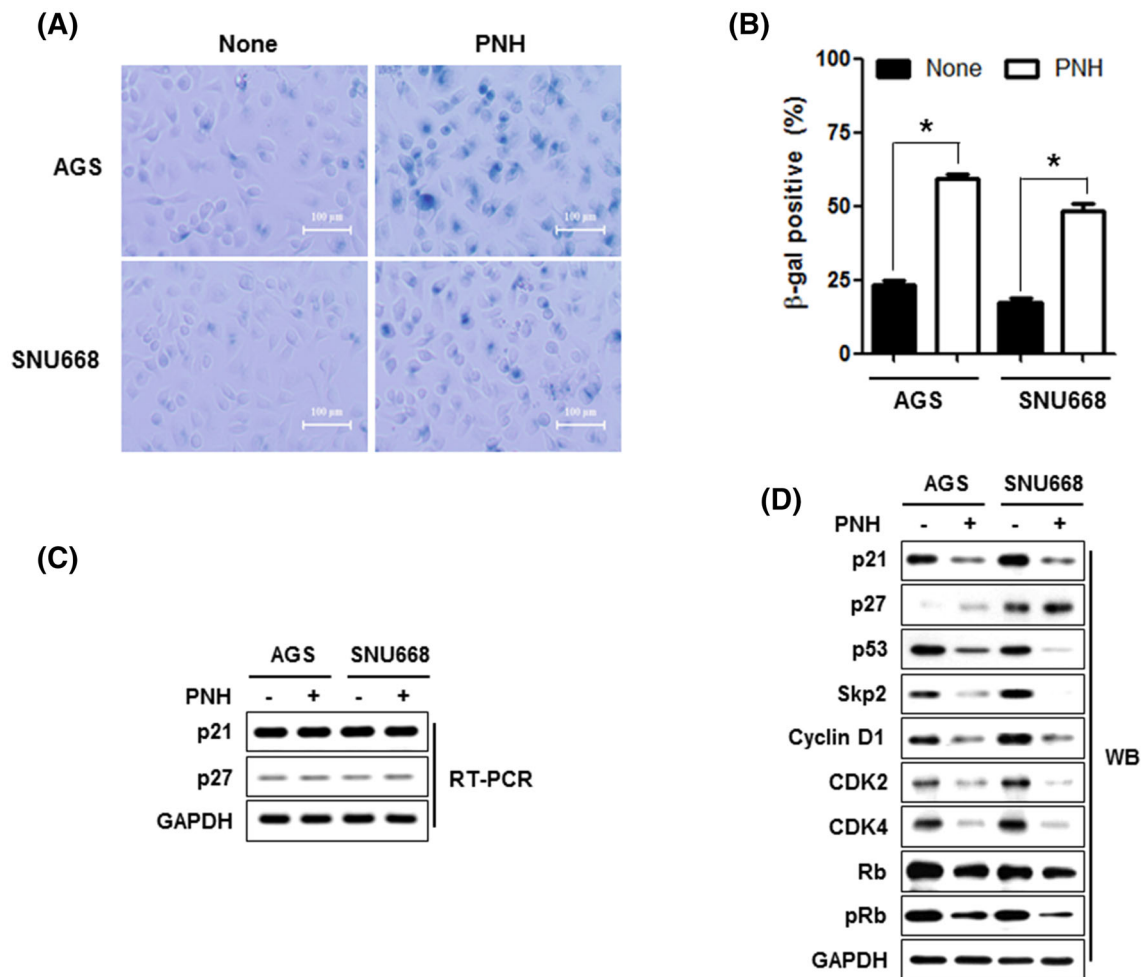 (A)
None PNH
AGS
100 µm 100 µm
SNU668
100 µm 100 µm
(B)
100
75
50
25
0
β-gal positive (%)
None PNH
* *
AGS SNU668
(C)
AGS SNU668
PNH - + - +
p21
p27
GAPDH
RT-PCR
(D)
AGS SNU668
PNH - + - +
p21
p27
p53
Skp2
Cyclin D1
CDK2
CDK4
Rb
pRb
GAPDH
WB